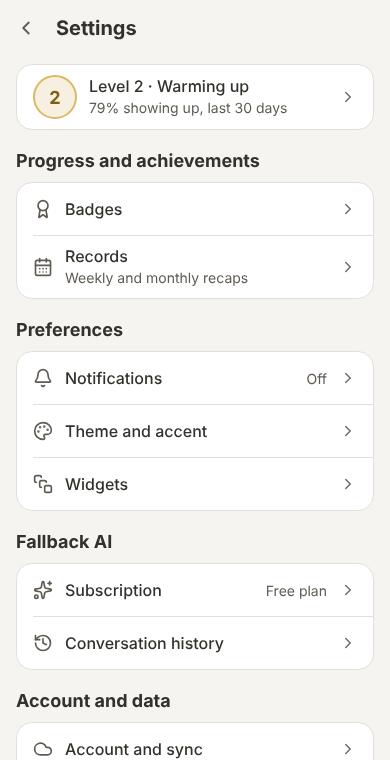 Settings
2
Level 2 · Warming up
79% showing up, last 30 days
Progress and achievements
Badges
Records
Weekly and monthly recaps
Preferences
Notifications
Off
Theme and accent
Widgets
Fallback AI
Subscription
Free plan
Conversation history
Account and data
Account and sync